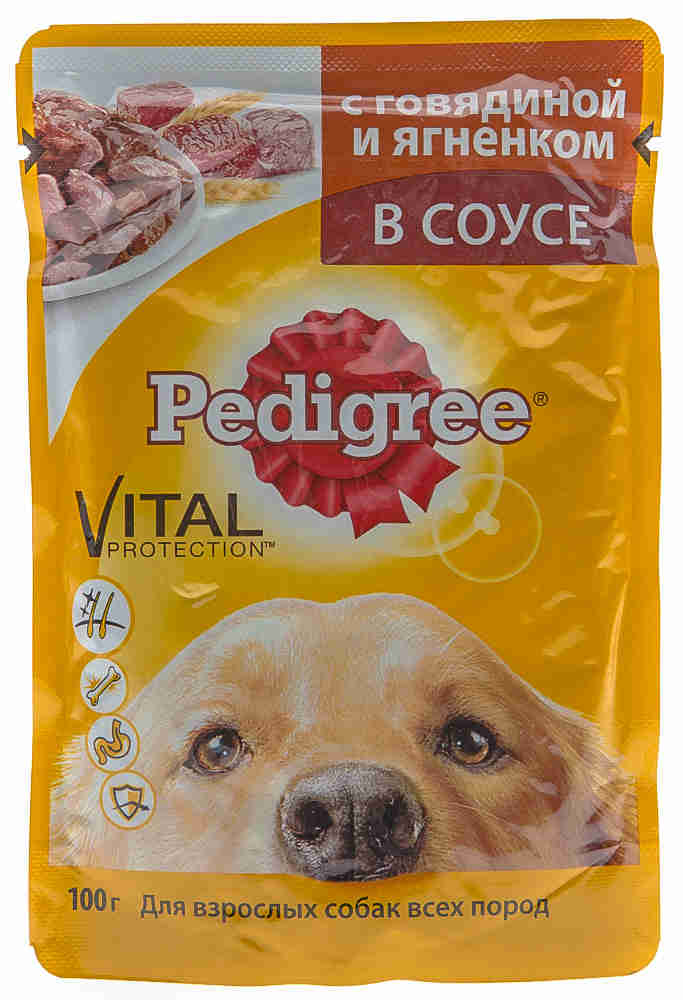 с говядиной
и ягненком
В СОУСЕ
Pedigree®
VITAL
PROTECTION™
100 г Для взрослых собак всех пород